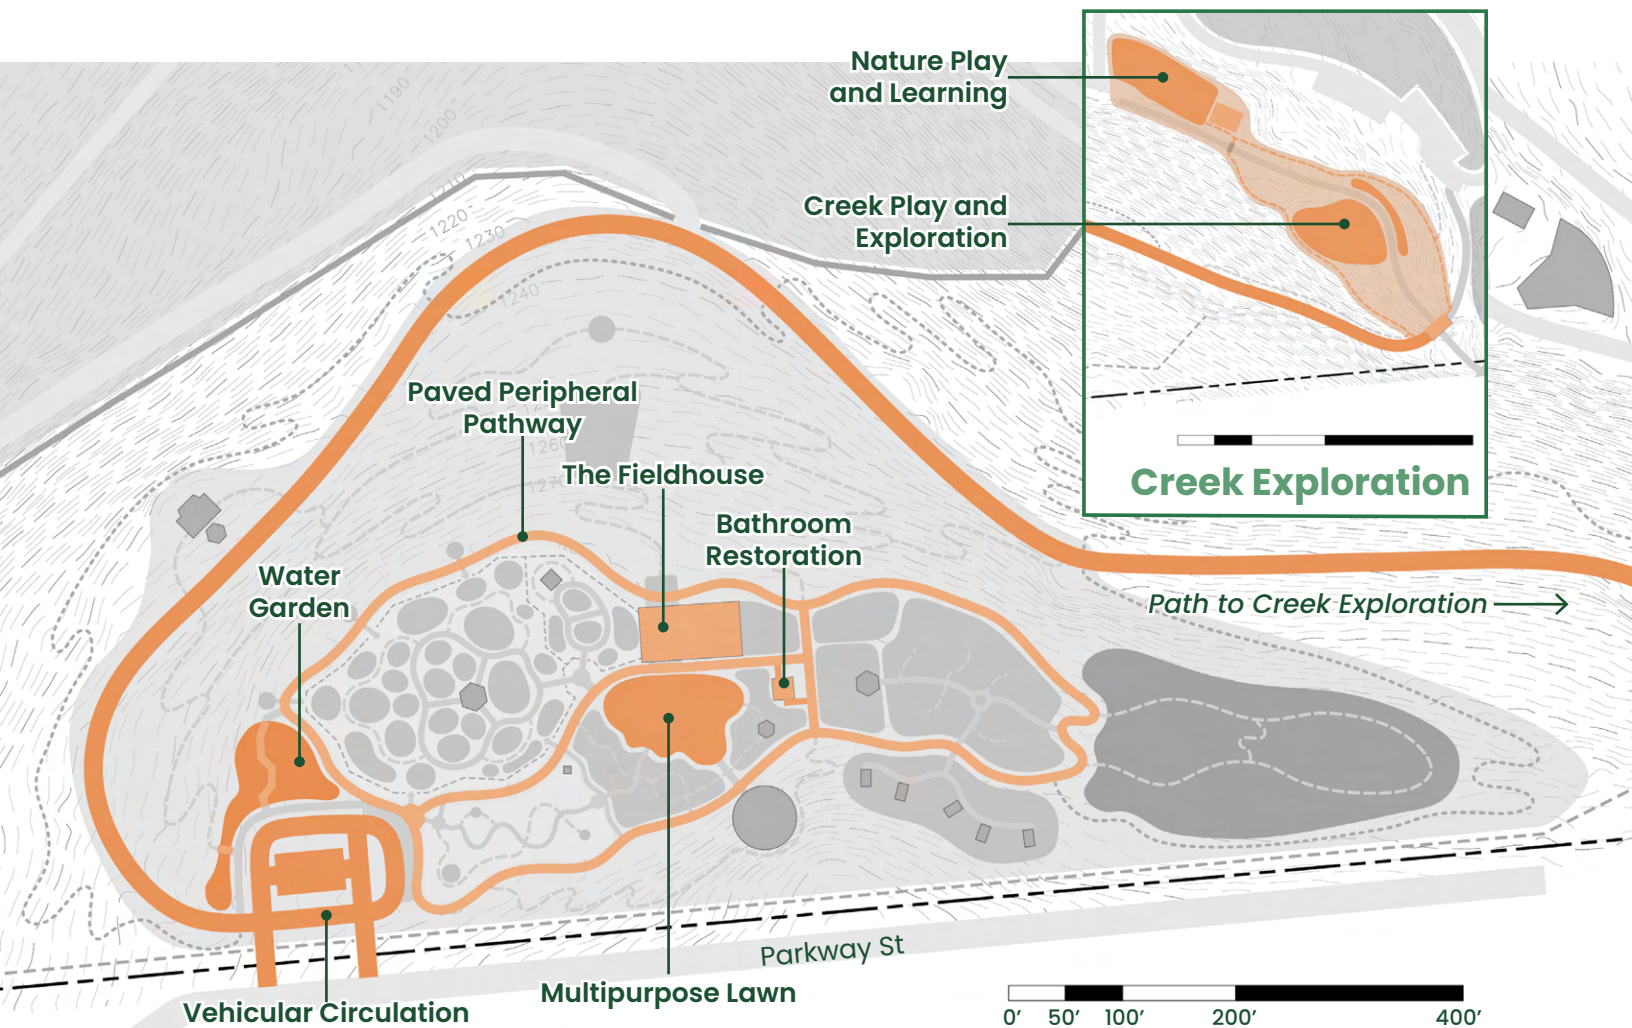 Nature Play
and Learning
Creek Play and
Exploration
Creek Exploration
1190
1200
1210
1220
1230
1240
Paved Peripheral
Pathway
1260
The Fieldhouse
1270
Bathroom
Restoration
Water
Garden
Path to Creek Exploration
Parkway St
Multipurpose Lawn
Vehicular Circulation
0' 50' 100' 200' 400'